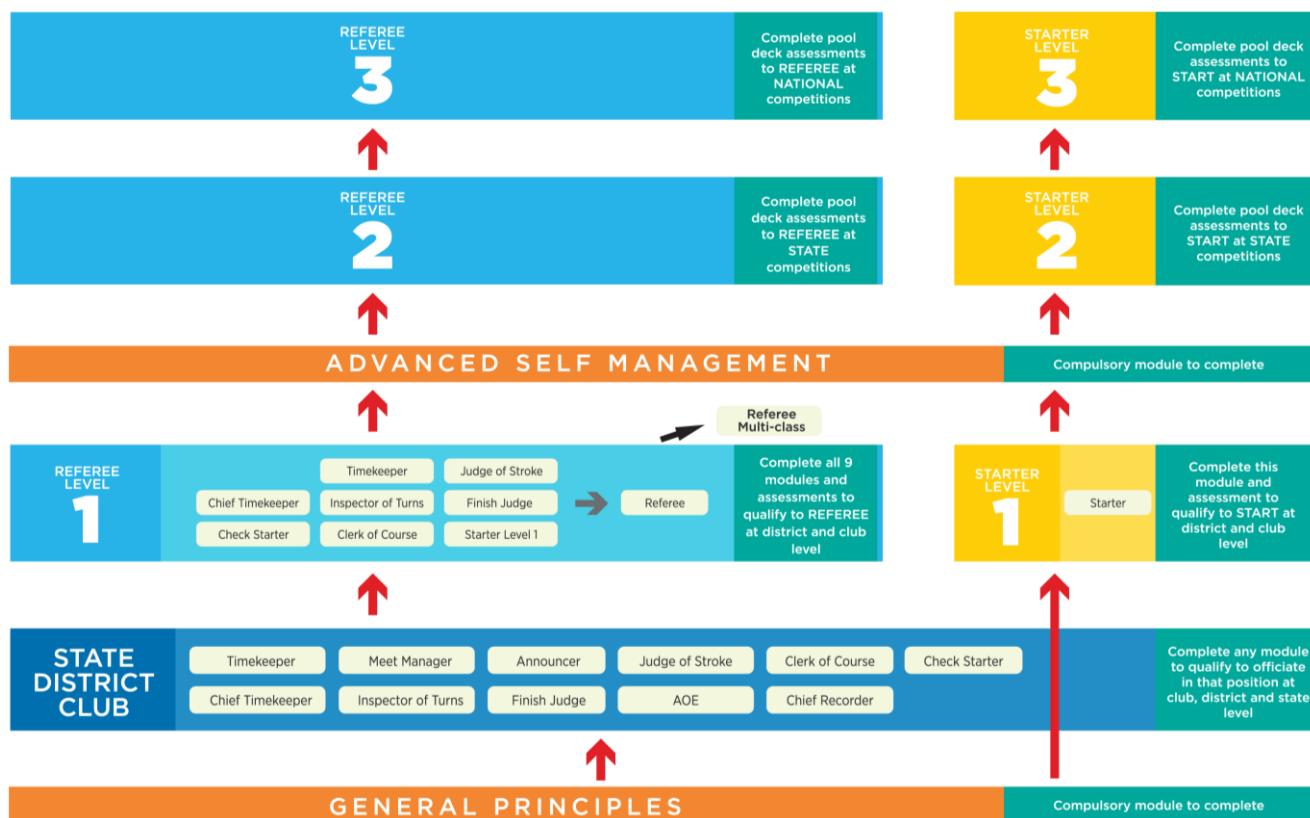 REFEREE
LEVEL
3
Complete pool
deck assessments
to REFEREE at
NATIONAL
competitions
STARTER
LEVEL
3
Complete pool deck
assessments to
START at NATIONAL
competitions
REFEREE
LEVEL
2
Complete pool
deck assessments
to REFEREE at
STATE
competitions
STARTER
LEVEL
2
Complete pool deck
assessments to
START at STATE
competitions
ADVANCED SELF MANAGEMENT
Compulsory module to complete
Referee
Multi-class
REFEREE
LEVEL
1
Timekeeper
Judge of Stroke
Chief Timekeeper
Inspector of Turns
Finish Judge
Referee
Check Starter
Clerk of Course
Starter Level 1
Complete all 9
modules and
assessments to
qualify to REFEREE
at district and club
level
STARTER
LEVEL
1
Starter
Complete this
module and
assessment to
qualify to START at
district and club
level
STATE
DISTRICT
CLUB
Timekeeper
Meet Manager
Announcer
Judge of Stroke
Clerk of Course
Check Starter
Chief Timekeeper
Inspector of Turns
Finish Judge
AOE
Chief Recorder
Complete any module
to qualify to officiate
in that position at
club, district and state
level
GENERAL PRINCIPLES
Compulsory module to complete